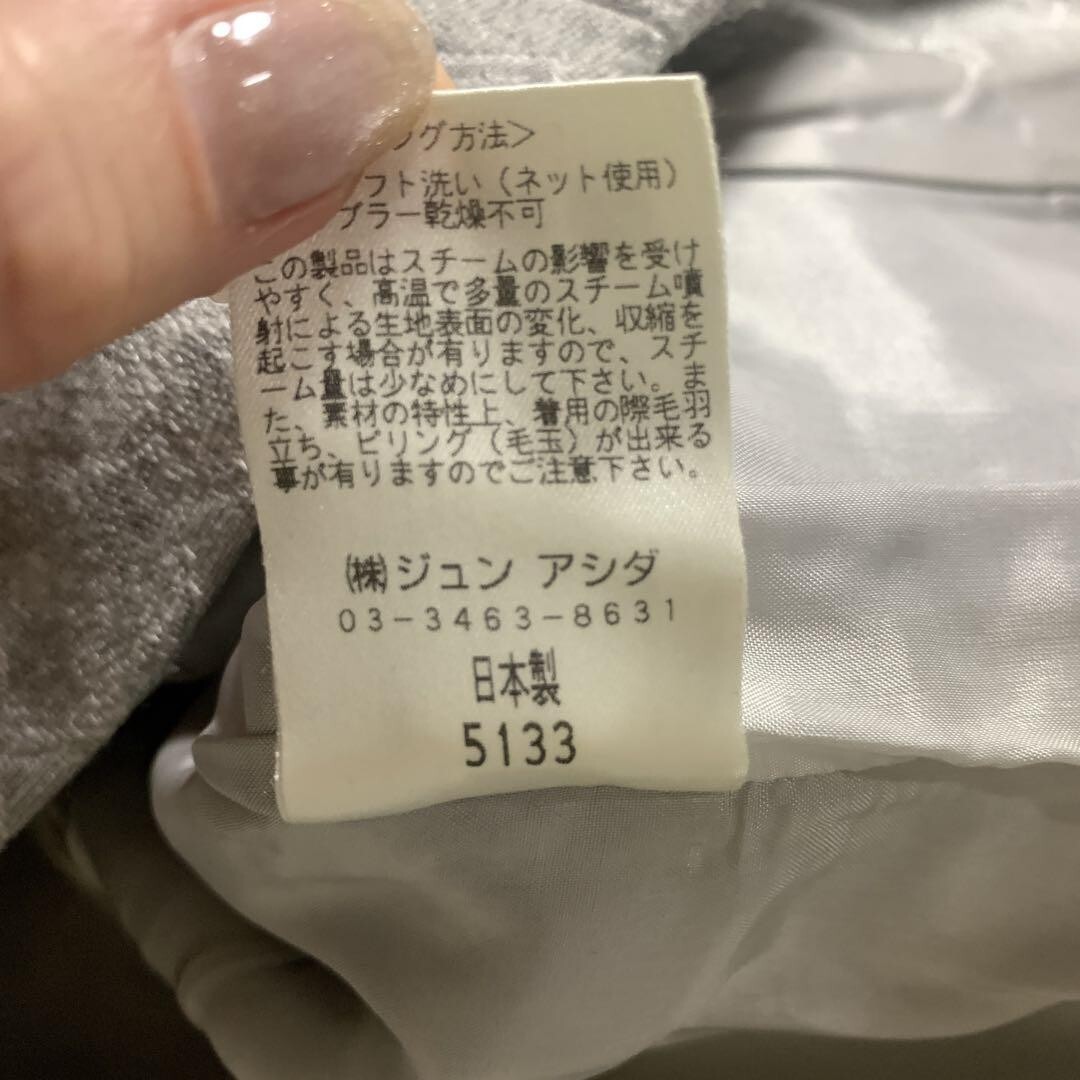 グ方法>
フト洗い(ネット使用)
ブラー乾燥不可
この製品はスチームの影響を受け
やすく、高温で多量のスチーム噴
射による生地表面の変化、収縮を
起こす場合が有りますので、スチ
ーム量は少なめにして下さい。ま
た、素材の特性上、着用の際毛羽
立ち、ピリング(毛玉)が出来る
事が有りますのでご注意下さい。
㈱ジュン アシダ
03-3463-8631
日本製
5133